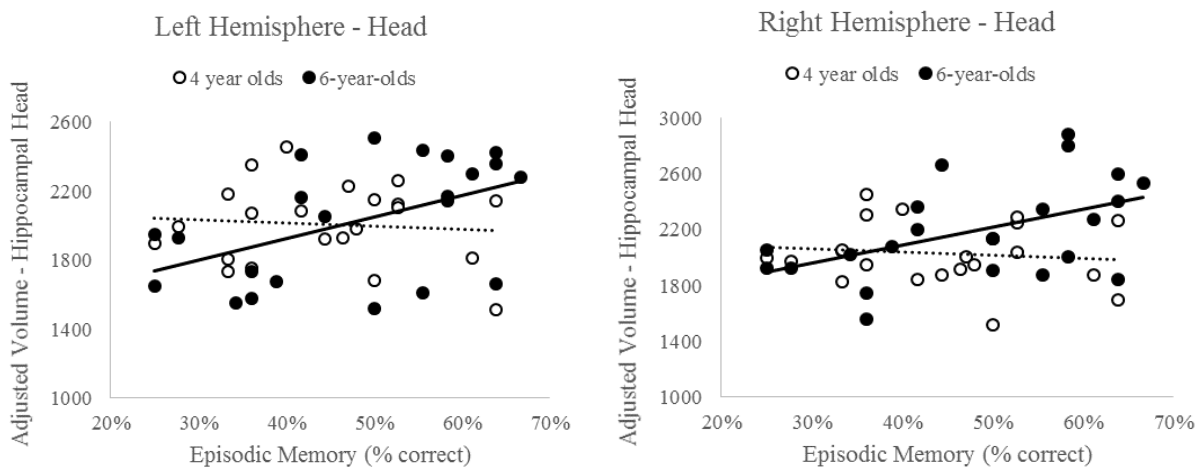 Left Hemisphere - Head
4 year olds 6-year-olds
Adjusted Volume - Hippocampal Head
2600
2200
1800
1400
1000
20% 30% 40% 50% 60% 70%
Episodic Memory (% correct)
Right Hemisphere - Head
4 year olds 6-year-olds
Adjusted Volume - Hippocampal Head
3000
2600
2200
1800
1400
1000
20% 30% 40% 50% 60% 70%
Episodic Memory (% correct)